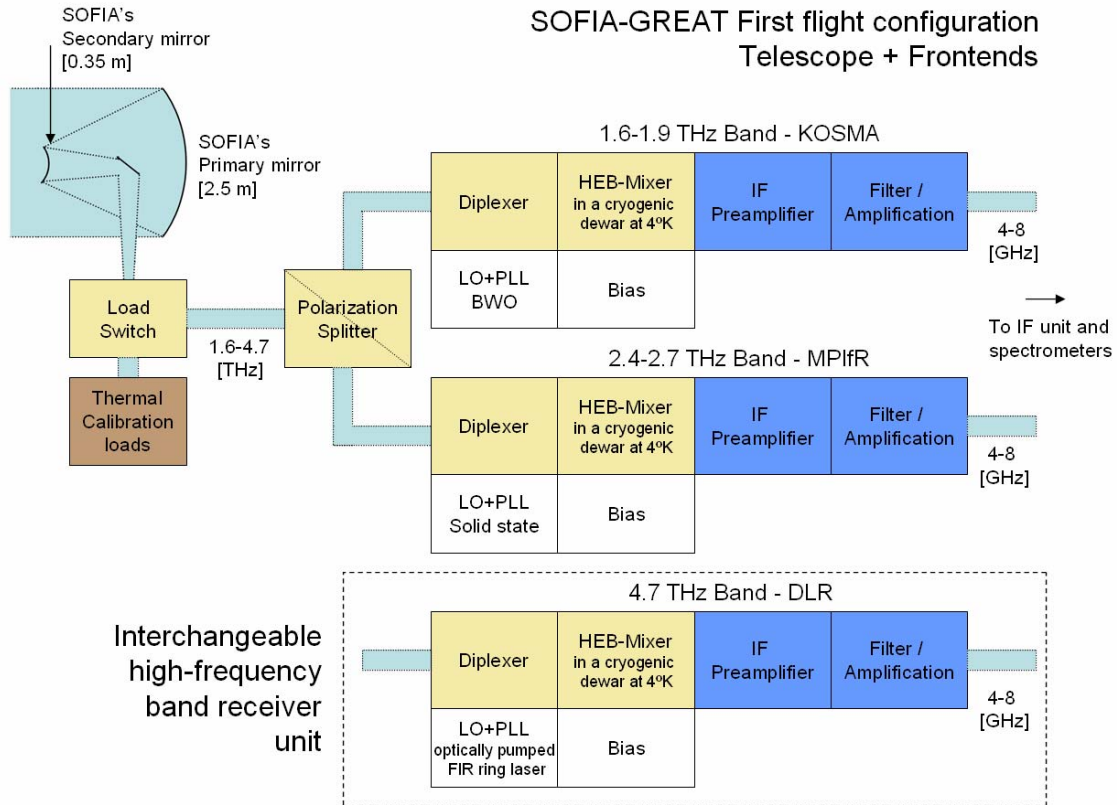 SOFIA's
Secondary mirror
[0.35 m]
SOFIA-GREAT First flight configuration
Telescope + Frontends
SOFIA's
Primary mirror
[2.5 m]
1.6-1.9 THz Band - KOSMA
Diplexer
HEB-Mixer
in a cryogenic
dewar at 4ºK
IF
Preamplifier
Filter /
Amplification
4-8
[GHz]
LO+PLL
BWO
Bias
Load
Switch
1.6-4.7
[THz]
Polarization
Splitter
To IF unit and
spectrometers
Thermal
Calibration
loads
2.4-2.7 THz Band - MPIfR
Diplexer
HEB-Mixer
in a cryogenic
dewar at 4ºK
IF
Preamplifier
Filter /
Amplification
4-8
[GHz]
LO+PLL
Solid state
Bias
Interchangeable
high-frequency
band receiver
unit
4.7 THz Band - DLR
Diplexer
HEB-Mixer
in a cryogenic
dewar at 4ºK
IF
Preamplifier
Filter /
Amplification
4-8
[GHz]
LO+PLL
optically pumped
FIR ring laser
Bias